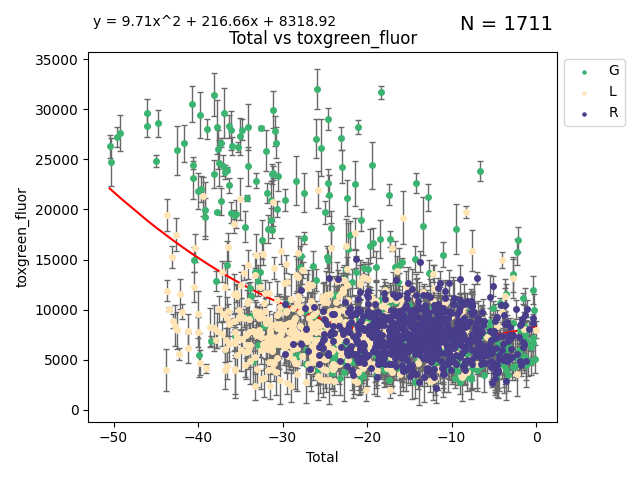 y = 9.71x^2 + 216.66x + 8318.92
N = 1711
Total vs toxgreen_fluor
35000
30000
25000
20000
15000
10000
5000
0
toxgreen_fluor
−50
−40
−30
−20
−10
0
Total
G
L
R